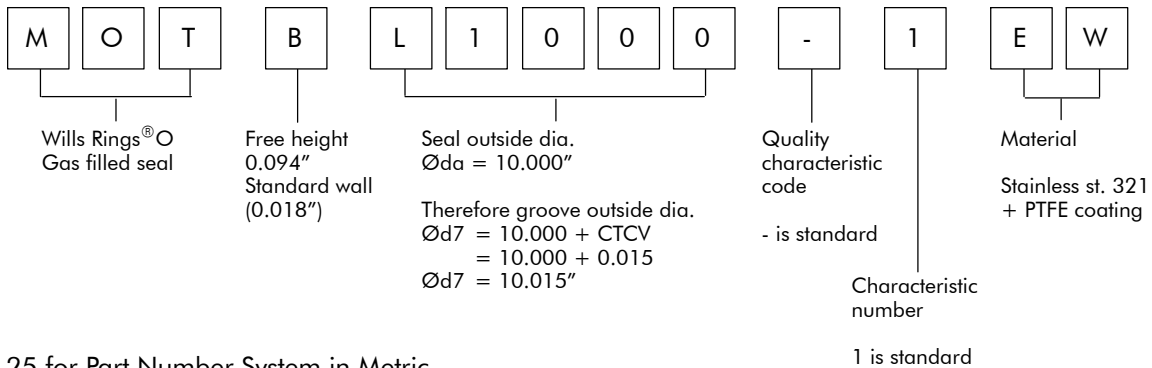 M O T B L 1 0 0 0 - 1 E W
Wills Rings®O
Gas filled seal
Free height
0.094″
Standard wall
(0.018″)
Seal outside dia.
Øda = 10.000″
Therefore groove outside dia.
Ød7 = 10.000 + CTCV
= 10.000 + 0.015
Ød7 = 10.015″
Quality
characteristic
code
- is standard
Characteristic
number
1 is standard
Material
Stainless st. 321
+ PTFE coating
25 for Part Number System in Metric